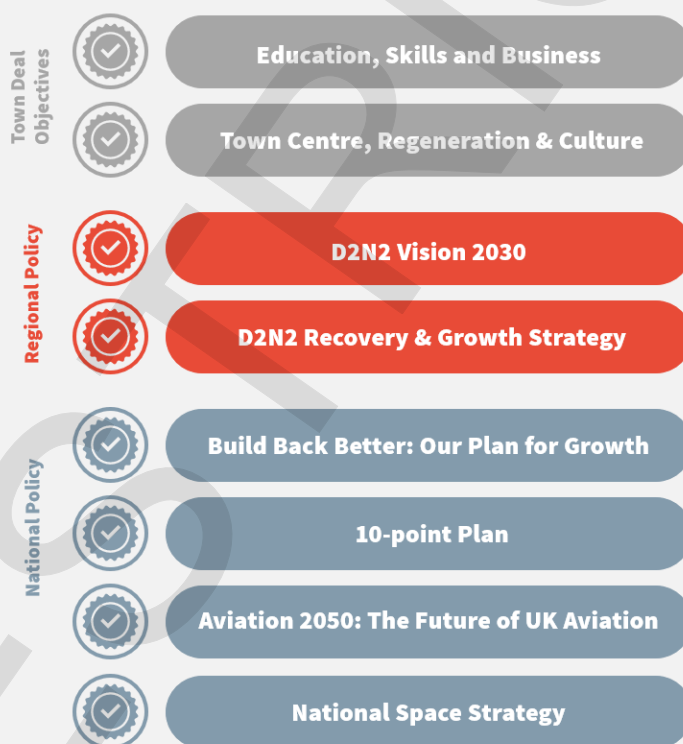 Town Deal
Objectives
Education, Skills and Business
Town Centre, Regeneration & Culture
Regional Policy
D2N2 Vision 2030
D2N2 Recovery & Growth Strategy
National Policy
Build Back Better: Our Plan for Growth
10-point Plan
Aviation 2050: The Future of UK Aviation
National Space Strategy